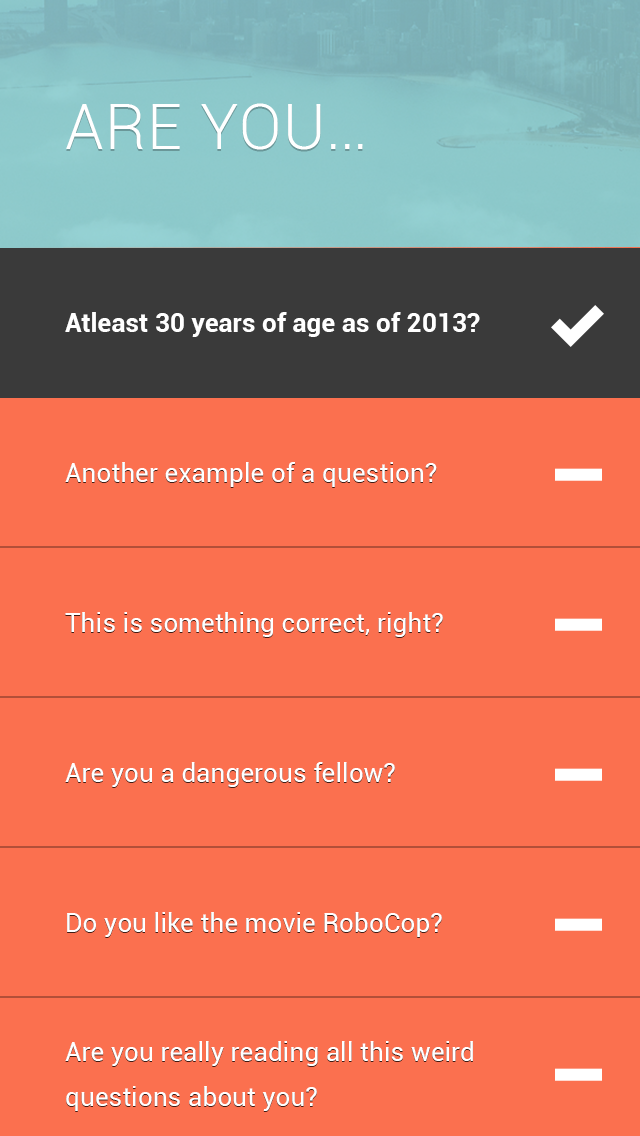 ARE YOU...
Atleast 30 years of age as of 2013?
Another example of a question?
This is something correct, right?
Are you a dangerous fellow?
Do you like the movie RoboCop?
Are you really reading all this weird
questions about you?